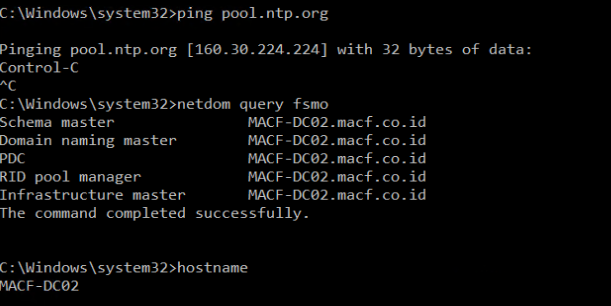 C:\Windows\system32>ping pool.ntp.org
Pinging pool.ntp.org [160.30.224.224] with 32 bytes of data:
Control-C
^C
C:\Windows\system32>netdom query fsmo
Schema master               MACF-DC02.macf.co.id
Domain naming master        MACF-DC02.macf.co.id
PDC                         MACF-DC02.macf.co.id
RID pool manager            MACF-DC02.macf.co.id
Infrastructure master       MACF-DC02.macf.co.id
The command completed successfully.
C:\Windows\system32>hostname
MACF-DC02